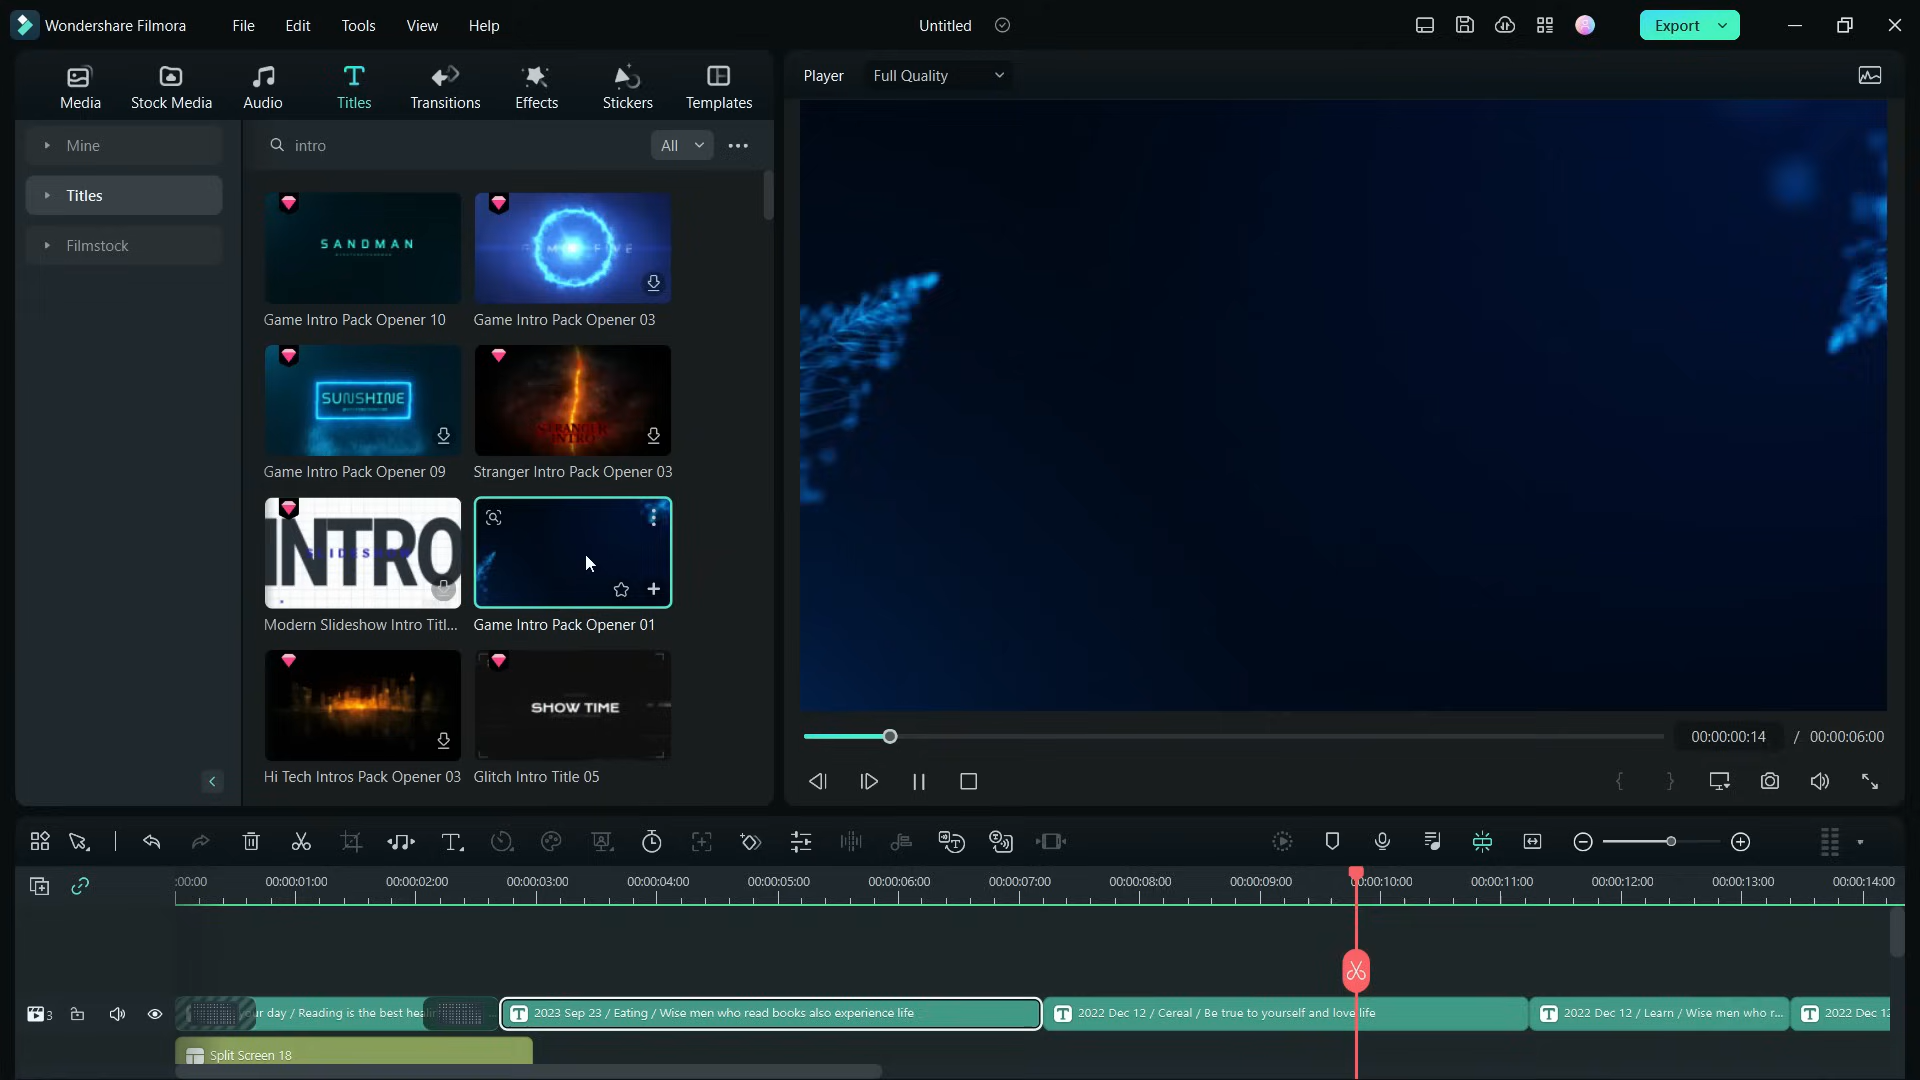 Wondershare Filmora
File
Edit
Tools
View
Help
Untitled
Export
Media
Stock Media
Audio
Titles
Transitions
Effects
Stickers
Templates
Player
Full Quality
Mine
Titles
Filmstock
intro
All
SANDMAN
Game Intro Pack Opener 10
Game Intro Pack Opener 03
SUNSHINE
Game Intro Pack Opener 09
STRANGER
INTRO
Stranger Intro Pack Opener 03
INTRO
SLIDESHOW
Modern Slideshow Intro Titl...
Game Intro Pack Opener 01
Hi Tech Intros Pack Opener 03
SHOW TIME
Glitch Intro Title 05
00:00:00:14 / 00:00:06:00
:00:00
00:00:01:00
00:00:02:00
00:00:03:00
00:00:04:00
00:00:05:00
00:00:06:00
00:00:07:00
00:00:08:00
00:00:09:00
00:00:10:00
00:00:11:00
00:00:12:00
00:00:13:00
00:00:14:00
3
ur day / Reading is the best heali
2023 Sep 23 / Eating / Wise men who read books also experience life
2022 Dec 12 / Cereal / Be true to yourself and love life
2022 Dec 12 / Learn / Wise men who r...
2022 Dec 12
Split Screen 18